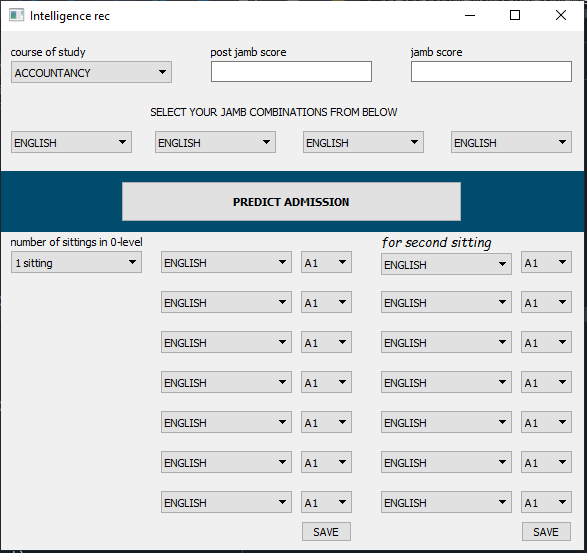 Intelligence rec
course of study post jamb score jamb score
ACCOUNTANCY
SELECT YOUR JAMB COMBINATIONS FROM BELOW
ENGLISH ENGLISH ENGLISH ENGLISH
PREDICT ADMISSION
number of sittings in 0-level for second sitting
1 sitting ENGLISH A1 ENGLISH A1
ENGLISH A1 ENGLISH A1
ENGLISH A1 ENGLISH A1
ENGLISH A1 ENGLISH A1
ENGLISH A1 ENGLISH A1
ENGLISH A1 ENGLISH A1
ENGLISH A1 ENGLISH A1
SAVE SAVE